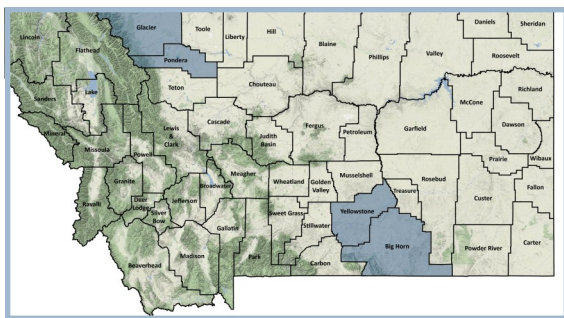 Lincoln
Flathead
Glacier
Toole
Liberty
Hill
Blaine
Phillips
Valley
Daniels
Sheridan
Roosevelt
Pondera
Teton
Chouteau
Lake
Sanders
Mineral
Missoula
Powell
Lewis
&
Clark
Cascade
Judith
Basin
Fergus
Petroleum
Garfield
McCone
Richland
Dawson
Prairie
Wibaux
Granite
Ravalli
Deer
Lodge
Silver
Bow
Jefferson
Broadwater
Meagher
Wheatland
Golden
Valley
Musselshell
Treasure
Rosebud
Custer
Fallon
Yellowstone
Sweet Grass
Stillwater
Gallatin
Park
Carbon
Big Horn
Powder River
Carter
Madison
Beaverhead